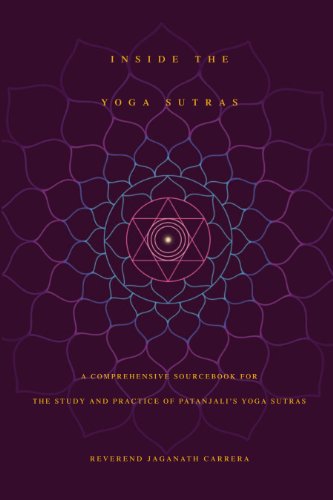 INSIDE THE
YOGA SUTRAS
A COMPREHENSIVE SOURCEBOOK FOR
THE STUDY AND PRACTICE OF PATANJALI'S YOGA SUTRAS
REVEREND JAGANATH CARRERA